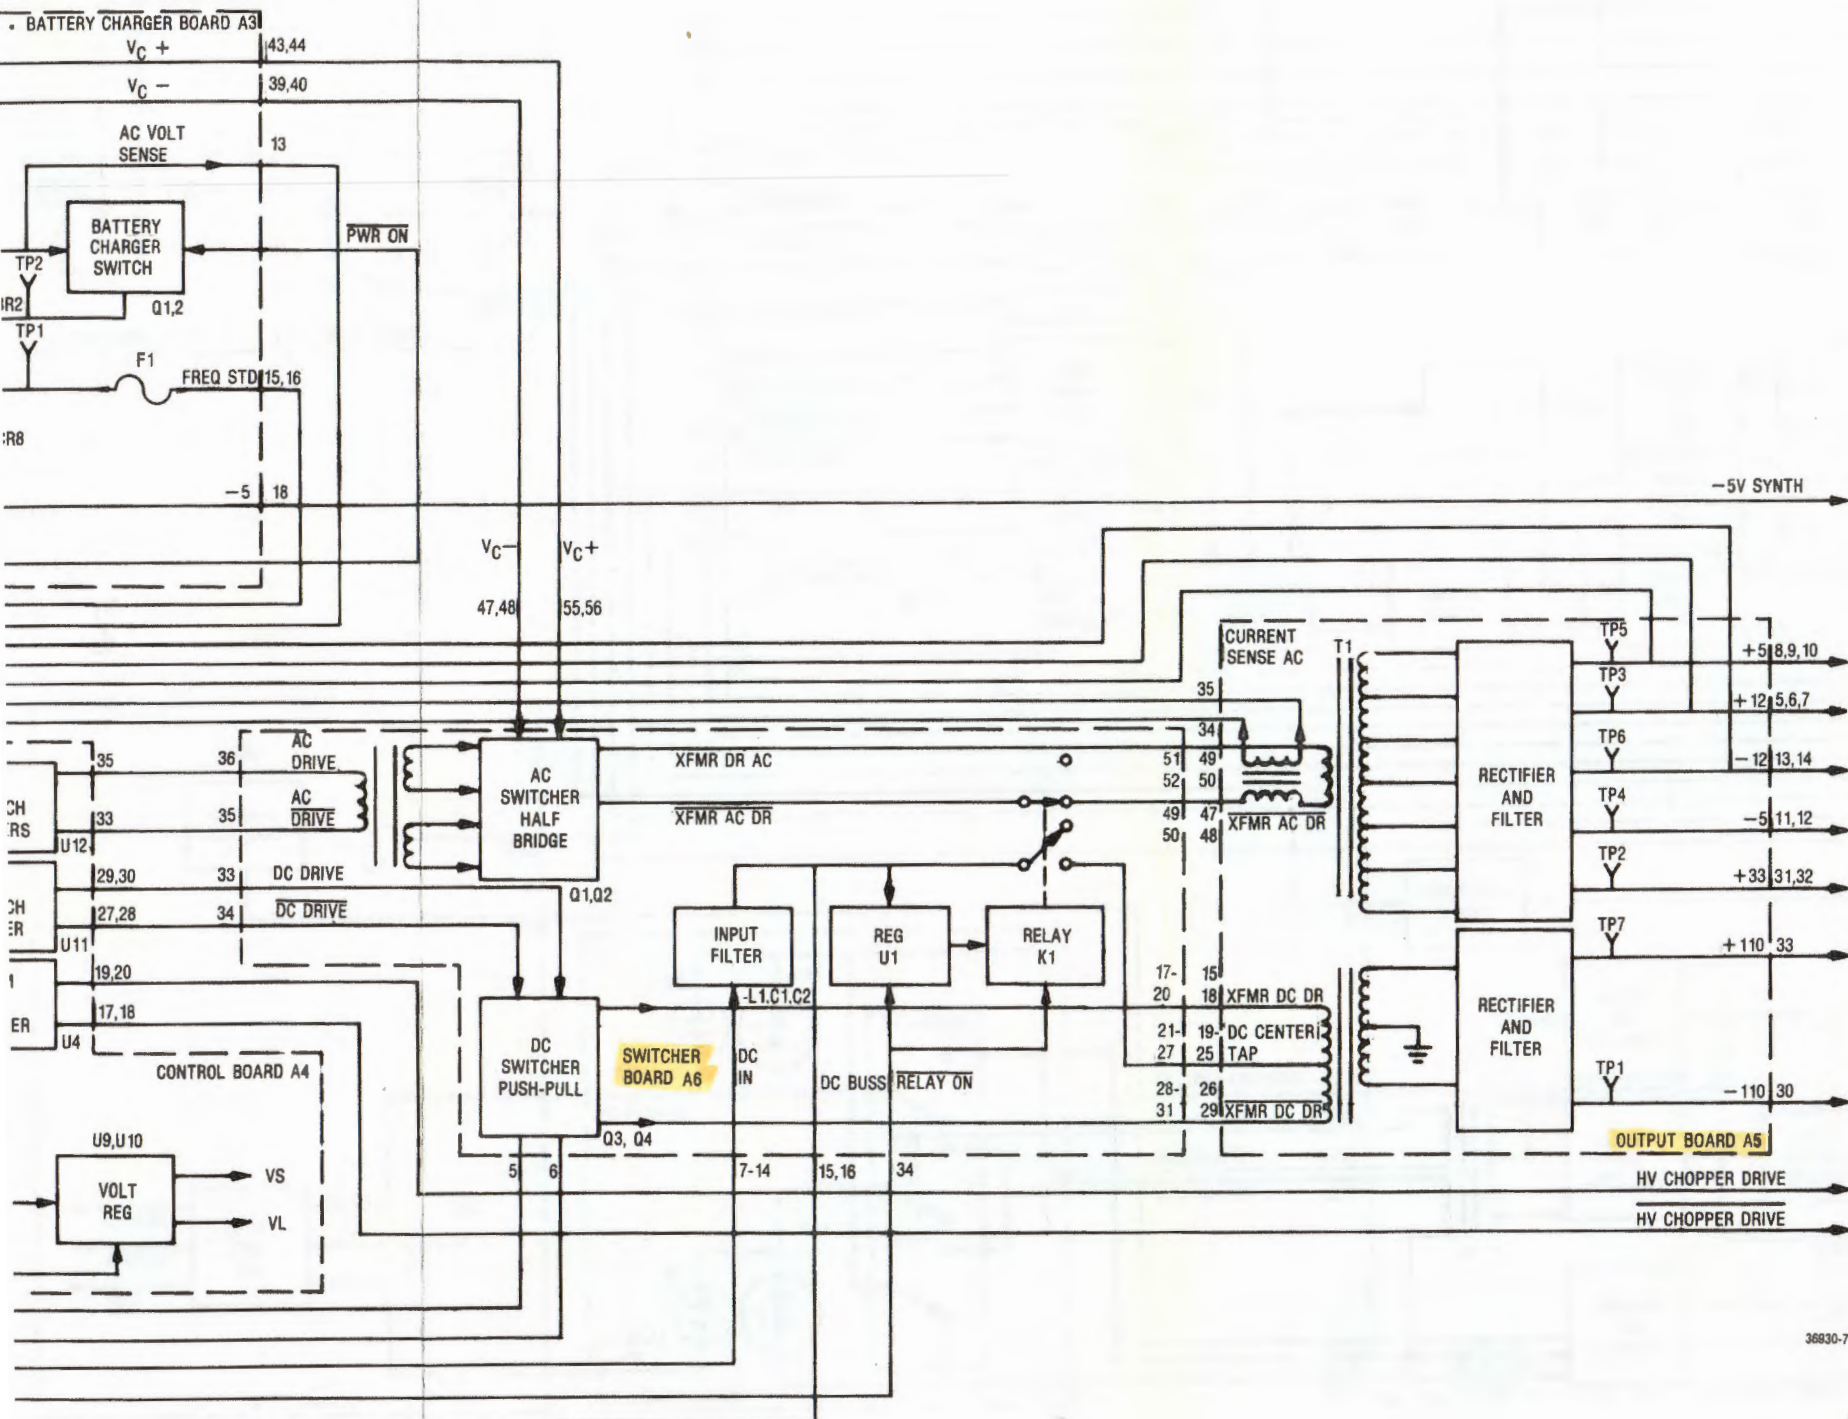 BATTERY CHARGER BOARD A3
VC +
43,44
VC −
39,40
AC VOLT
SENSE
13
BATTERY
CHARGER
SWITCH
PWR ON
TP2
Q1,2
TP1
F1
FREQ STD
15,16
−5
18
−5V SYNTH
VC−
VC+
47,48
55,56
CURRENT
SENSE AC
T1
35
34
TP5
+5
8,9,10
TP3
+12
5,6,7
TP6
−12
13,14
TP4
−5
11,12
TP2
+33
31,32
RECTIFIER
AND
FILTER
35
36
AC
DRIVE
33
35
AC
DRIVE
U12
AC
SWITCHER
HALF
BRIDGE
Q1,Q2
XFMR DR AC
XFMR AC DR
51
49
52
50
49
47
50
48
XFMR AC DR
29,30
33
DC DRIVE
27,28
34
DC DRIVE
U11
19,20
17,18
U4
INPUT
FILTER
-L1,C1,C2
REG
U1
RELAY
K1
TP7
+110
33
17-
15
20
18
XFMR DC DR
21-
19-
DC CENTER
27
25
TAP
28-
26
31
29
XFMR DC DR
RECTIFIER
AND
FILTER
TP1
−110
30
OUTPUT BOARD A5
DC
SWITCHER
PUSH-PULL
Q3, Q4
SWITCHER
BOARD A6
DC
IN
DC BUSS
RELAY ON
CONTROL BOARD A4
5
6
7-14
15,16
34
U9,U10
VOLT
REG
VS
VL
HV CHOPPER DRIVE
HV CHOPPER DRIVE
36930-7